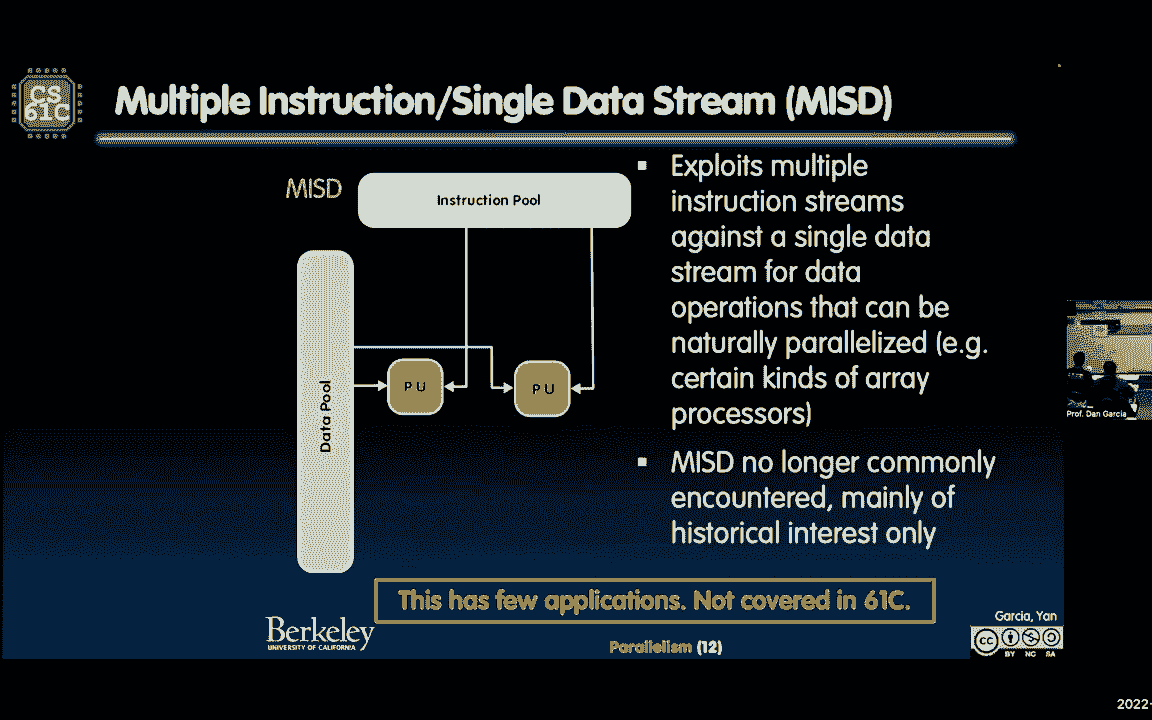 CS
61C
Multiple Instruction/Single Data Stream (MISD)
MISD
Instruction Pool
Data Pool
P U
P U
▪ Exploits multiple
instruction streams
against a single data
stream for data
operations that can be
naturally parallelized (e.g.
certain kinds of array
processors)
▪ MISD no longer commonly
encountered, mainly of
historical interest only
This has few applications. Not covered in 61C.
Berkeley
UNIVERSITY OF CALIFORNIA
Parallelism (12)
Garcia, Yan
cc
BY NC SA
Prof. Dan Garcia
2022-